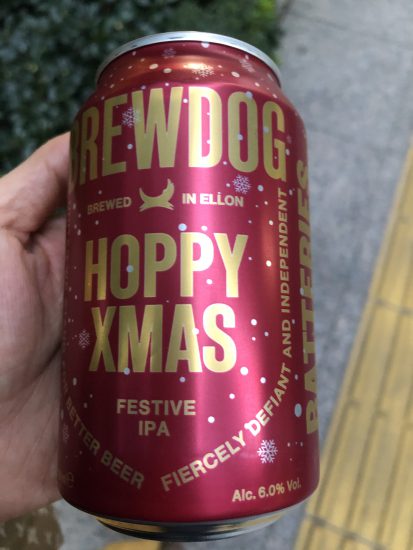 BREWDOG
BREWED IN ELLON
HOPPY
XMAS
FESTIVE
IPA
BETTER BEER
FIERCELY DEFIANT AND INDEPENDENT
BATTERIES
Alc. 6.0% Vol.